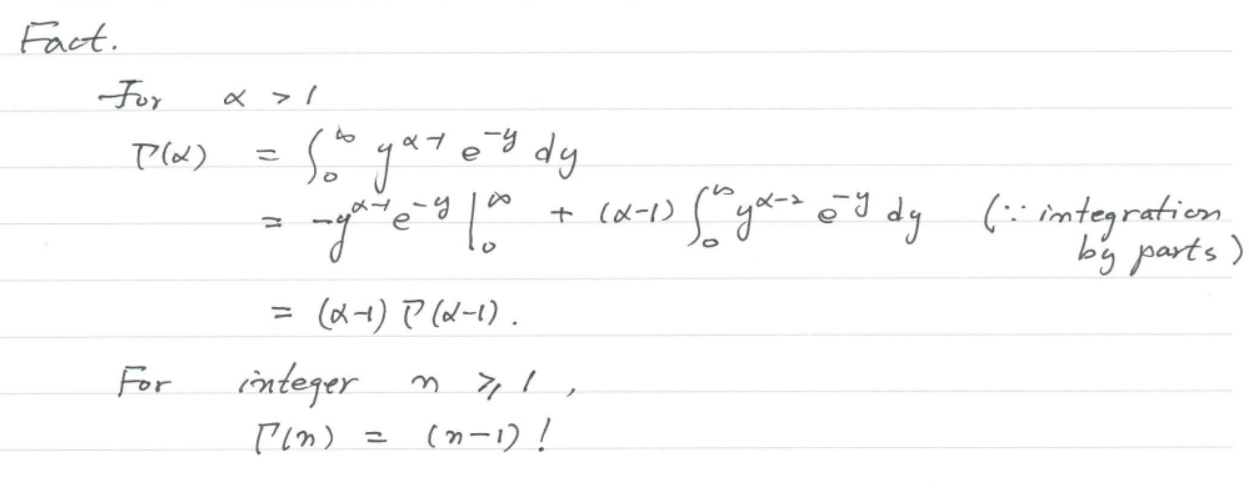 Fact.
For α > 1
Γ(α) = ∫₀^∞ y^{α-1} e^{-y} dy
= -y^{α-1} e^{-y} |₀^∞ + (α-1) ∫₀^∞ y^{α-2} e^{-y} dy (∵ integration
by parts)
= (α-1) Γ(α-1).
For integer n ≥ 1,
Γ(n) = (n-1)!